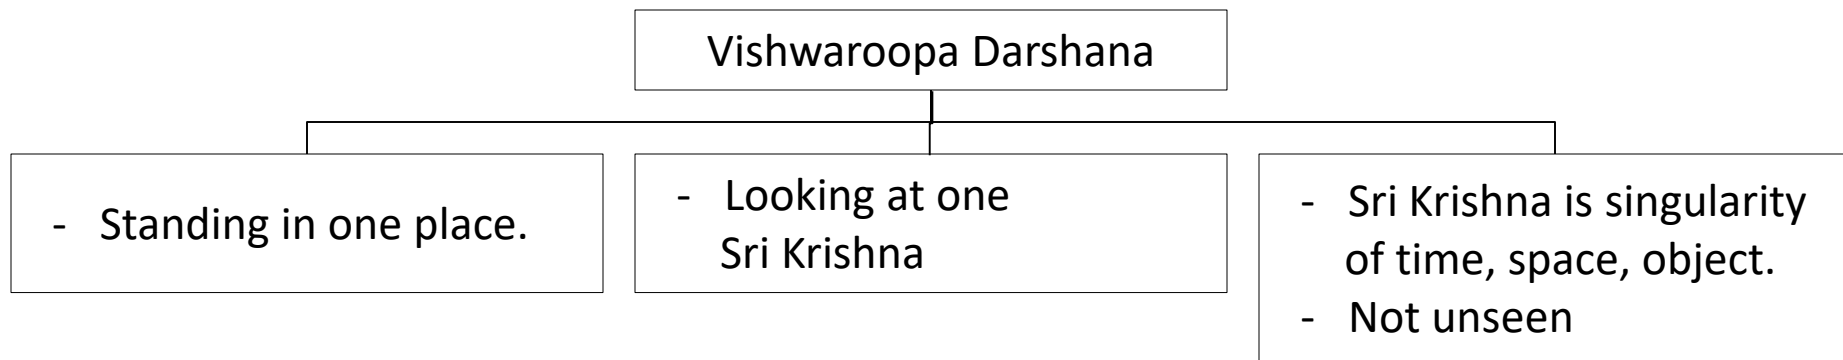 Vishwaroopa Darshana
- Standing in one place.
- Looking at one
Sri Krishna
- Sri Krishna is singularity
of time, space, object.
- Not unseen